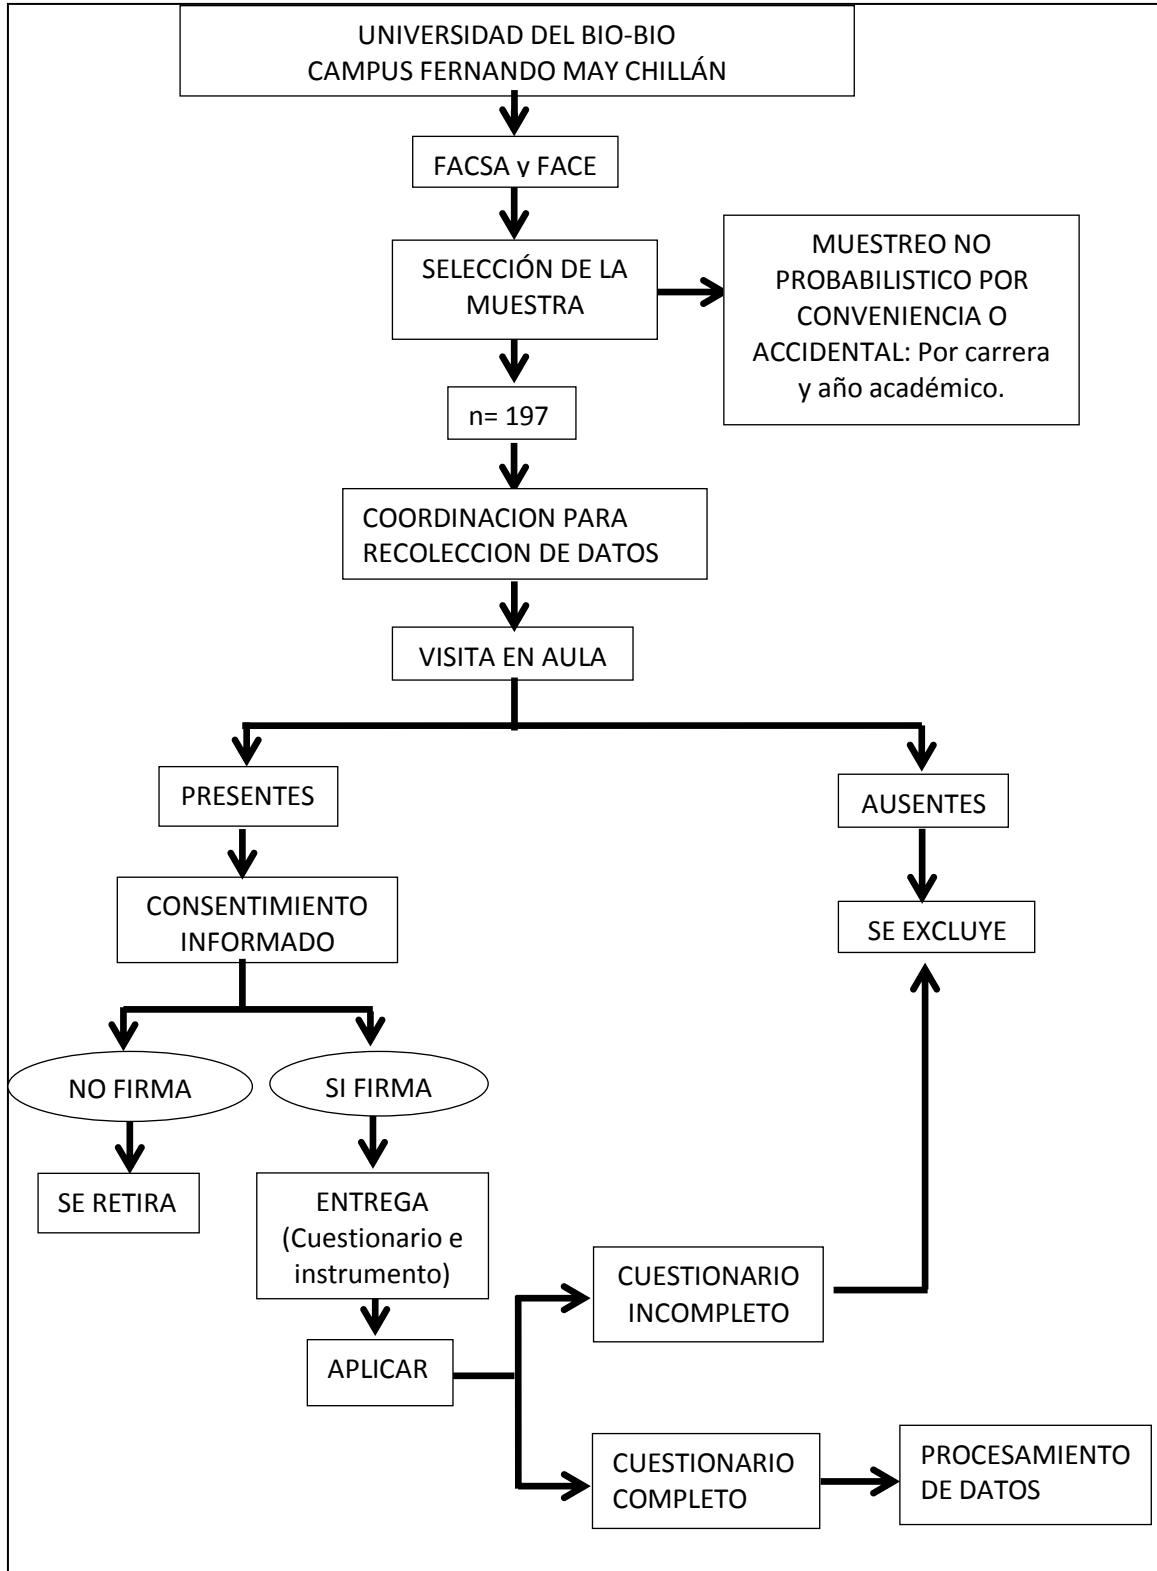 UNIVERSIDAD DEL BIO-BIO
CAMPUS FERNANDO MAY CHILLÁN
FACSA y FACE
SELECCIÓN DE LA
MUESTRA
MUESTREO NO
PROBABILISTICO POR
CONVENIENCIA O
ACCIDENTAL: Por carrera
y año académico.
n= 197
COORDINACION PARA
RECOLECCION DE DATOS
VISITA EN AULA
PRESENTES
AUSENTES
CONSENTIMIENTO
INFORMADO
SE EXCLUYE
NO FIRMA
SI FIRMA
SE RETIRA
ENTREGA
(Cuestionario e
instrumento)
CUESTIONARIO
INCOMPLETO
APLICAR
CUESTIONARIO
COMPLETO
PROCESAMIENTO
DE DATOS